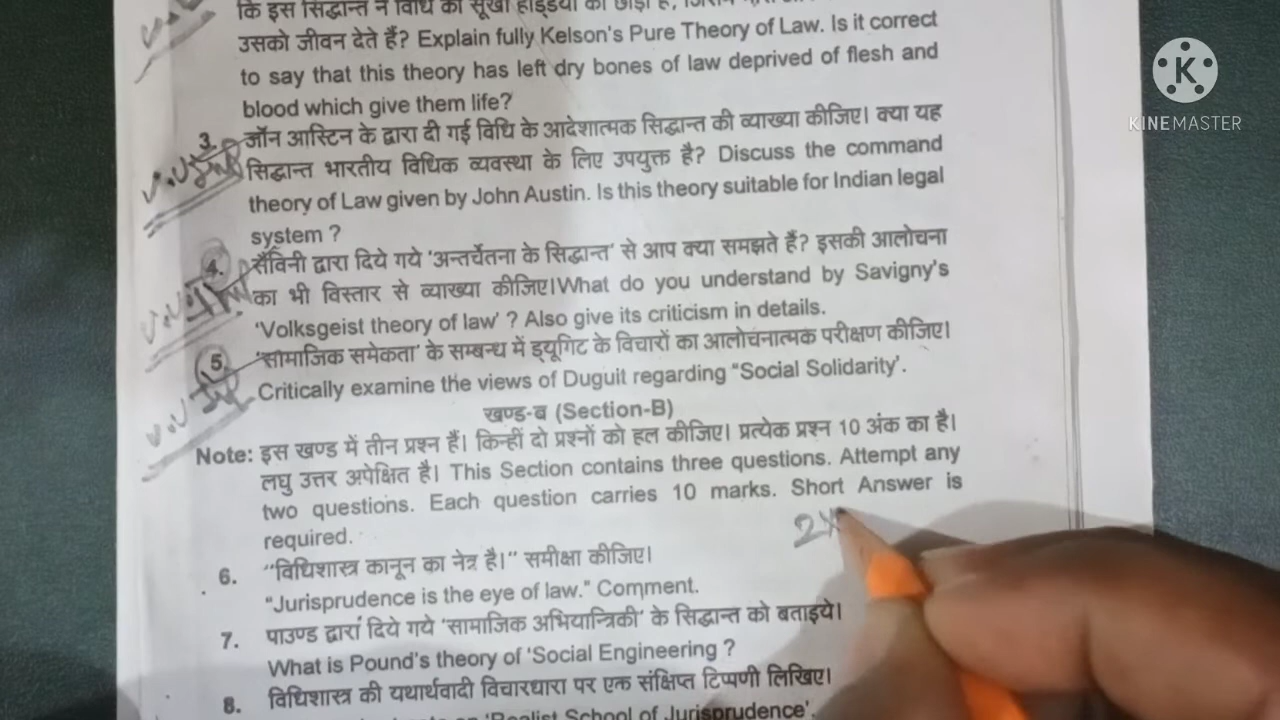 कि इस सिद्धान्त ने विधि की सूखी हड्डियों को छोड़ा है,
उसको जीवन देते हैं? Explain fully Kelson's Pure Theory of Law. Is it correct
to say that this theory has left dry bones of law deprived of flesh and
blood which give them life?
3. जॉन आस्टिन के द्वारा दी गई विधि के आदेशात्मक सिद्धान्त की व्याख्या कीजिए। क्या यह
सिद्धान्त भारतीय विधिक व्यवस्था के लिए उपयुक्त है? Discuss the command
theory of Law given by John Austin. Is this theory suitable for Indian legal
system ?
4. सैविनी द्वारा दिये गये 'अन्तर्चेतना के सिद्धान्त' से आप क्या समझते हैं? इसकी आलोचना
का भी विस्तार से व्याख्या कीजिए।What do you understand by Savigny's
'Volksgeist theory of law' ? Also give its criticism in details.
5. 'सामाजिक समेकता' के सम्बन्ध में ड्यूगिट के विचारों का आलोचनात्मक परीक्षण कीजिए।
Critically examine the views of Duguit regarding "Social Solidarity'.
खण्ड-ब (Section-B)
Note: इस खण्ड में तीन प्रश्न हैं। किन्हीं दो प्रश्नों को हल कीजिए। प्रत्येक प्रश्न 10 अंक का है।
लघु उत्तर अपेक्षित है। This Section contains three questions. Attempt any
two questions. Each question carries 10 marks. Short Answer is
required.
2×
6. "विधिशास्त्र कानून का नेत्र है।" समीक्षा कीजिए।
"Jurisprudence is the eye of law." Comment.
7. पाउण्ड द्वारा दिये गये 'सामाजिक अभियान्त्रिकी' के सिद्धान्त को बताइये।
What is Pound's theory of 'Social Engineering ?
8. विधिशास्त्र की यथार्थवादी विचारधारा पर एक संक्षिप्त टिप्पणी लिखिए।
'Realist School of Jurisprudence'.
K
KINEMASTER